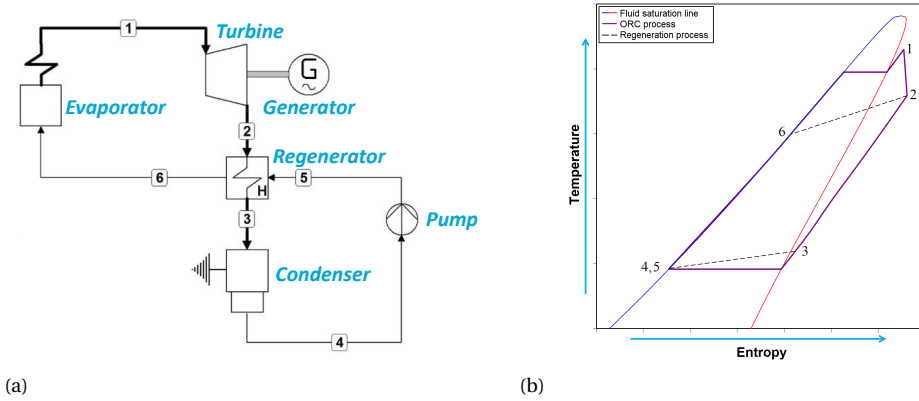 1
Turbine
G
~
Evaporator
Generator
2
Regenerator
6
5
H
3
Pump
Condenser
4
(a)
Fluid saturation line
ORC process
Regeneration process
1
2
6
3
4,5
Temperature
Entropy
(b)